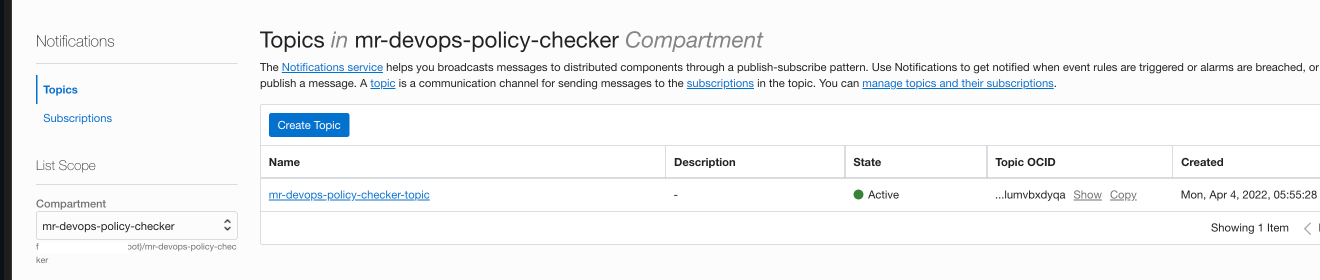 Notifications
Topics
Subscriptions
List Scope
Compartment
mr-devops-policy-checker
f oot)/mr-devops-policy-chec
ker
Topics in mr-devops-policy-checker Compartment
The Notifications service helps you broadcasts messages to distributed components through a publish-subscribe pattern. Use Notifications to get notified when event rules are triggered or alarms are breached, or
publish a message. A topic is a communication channel for sending messages to the subscriptions in the topic. You can manage topics and their subscriptions.
Create Topic
Name Description State Topic OCID Created
mr-devops-policy-checker-topic - Active ...lumvbxdyqa Show Copy Mon, Apr 4, 2022, 05:55:28
Showing 1 Item